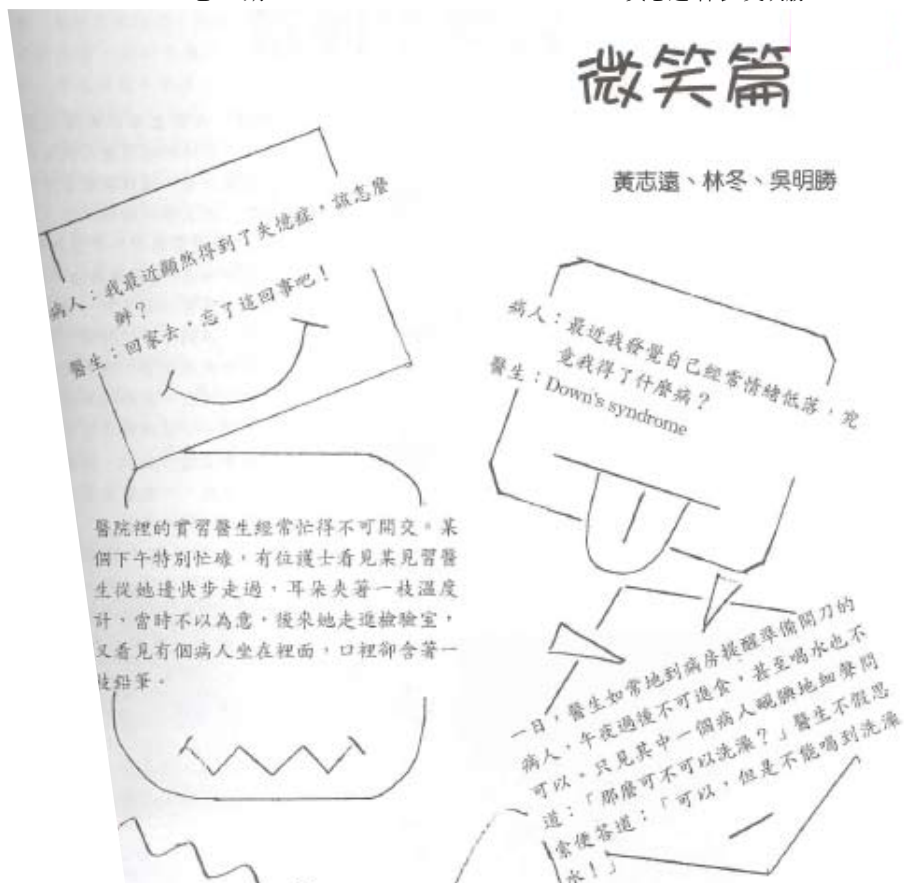 微笑篇
黃志遠、林冬、吳明勝
病人：我最近顯然得到了失憶症，該怎麼
辦？
醫生：回家去，忘了這回事吧！
病人：最近我發覺自己經常情緒低落，究
竟我得了什麼病？
醫生：Down's syndrome
醫院裡的實習醫生經常忙得不可開交。某
個下午特別忙碌，有位護士看見某見習醫
生從她邊快步走過，耳朵夾著一枝溫度
計，當時不以為意，後來她走進檢驗室，
又看見有個病人坐在裡面，口裡卻含著一
枝鉛筆。
一日，醫生如常地到病房提醒準備開刀的
病人，午夜過後不可進食，甚至喝水也不
可以。只見其中一個病人靦腆地細聲問
道：「那麼可不可以洗澡？」醫生不假思
索便答道：「可以，但是不能喝到洗澡
水！」